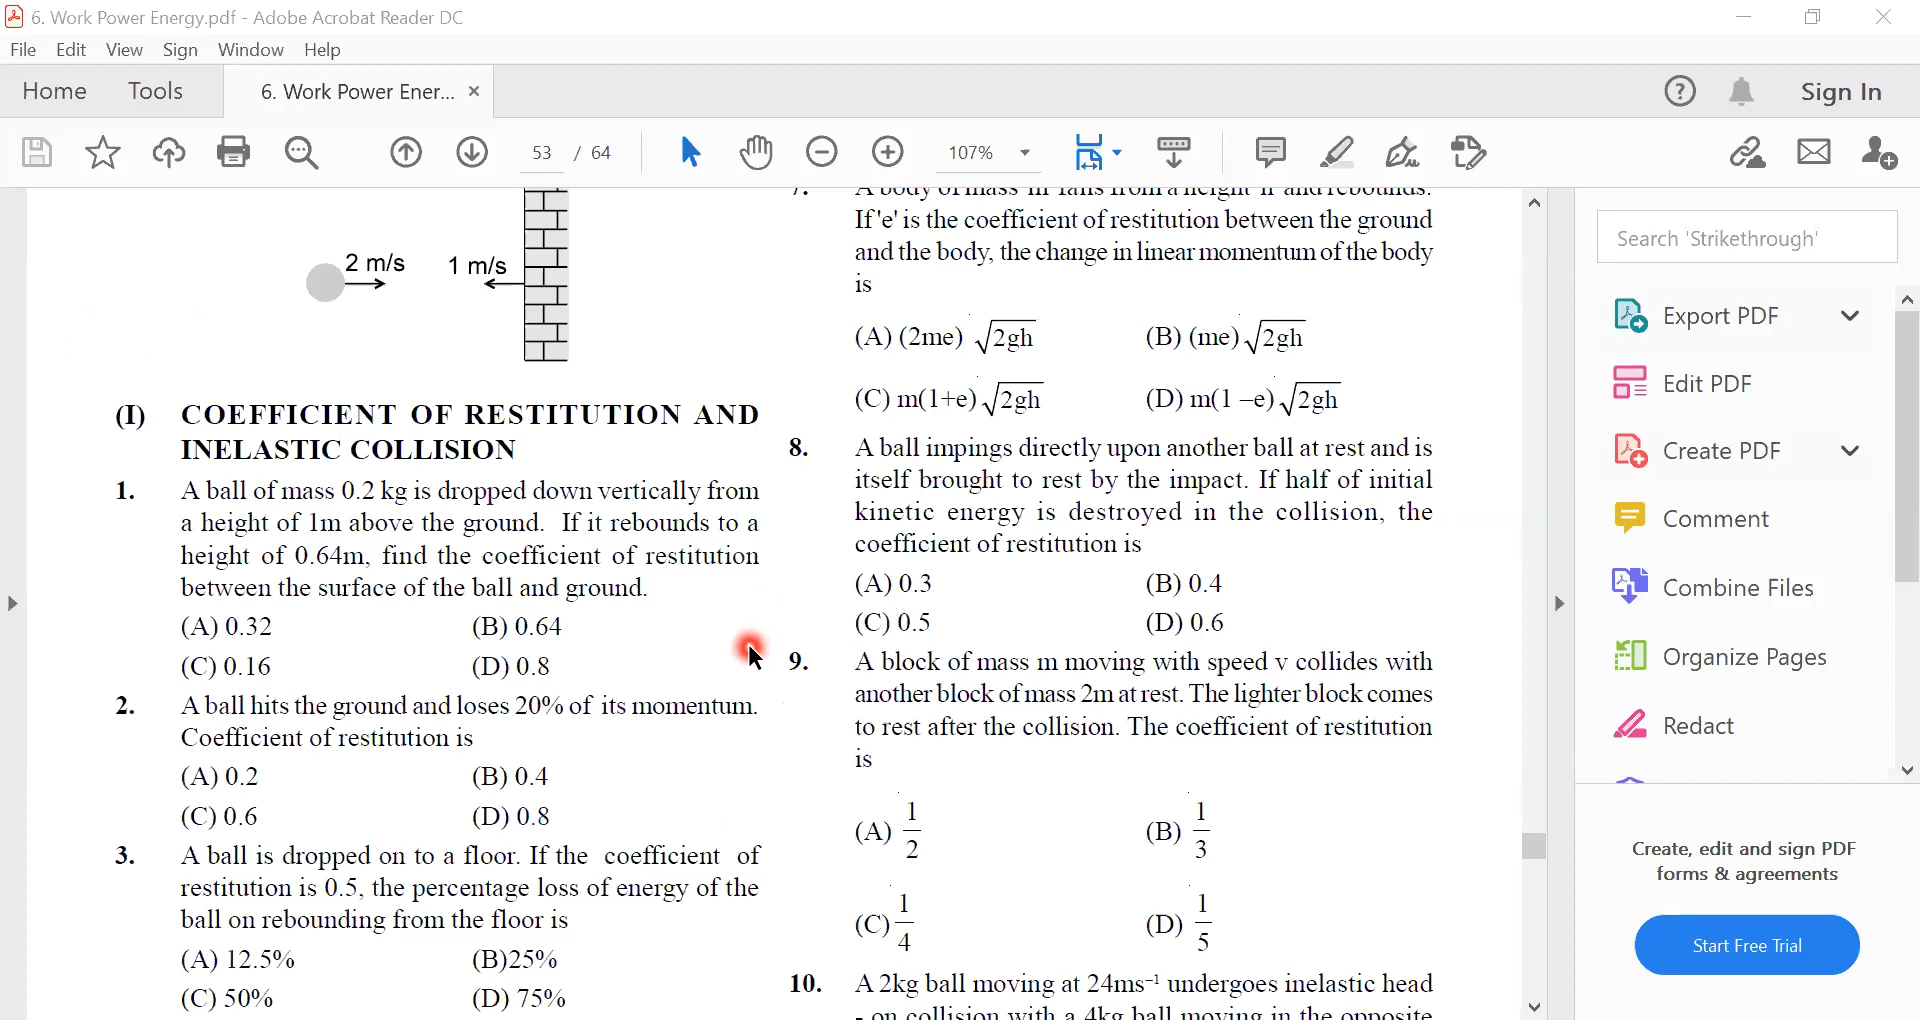 6. Work Power Energy.pdf - Adobe Acrobat Reader DC
File Edit View Sign Window Help
Home Tools 6. Work Power Ener... × Sign In
53 / 64 107%
2 m/s 1 m/s
(I) COEFFICIENT OF RESTITUTION AND
INELASTIC COLLISION
1. A ball of mass 0.2 kg is dropped down vertically from
a height of 1m above the ground. If it rebounds to a
height of 0.64m, find the coefficient of restitution
between the surface of the ball and ground.
(A) 0.32 (B) 0.64
(C) 0.16 (D) 0.8
2. A ball hits the ground and loses 20% of its momentum.
Coefficient of restitution is
(A) 0.2 (B) 0.4
(C) 0.6 (D) 0.8
3. A ball is dropped on to a floor. If the coefficient of
restitution is 0.5, the percentage loss of energy of the
ball on rebounding from the floor is
(A) 12.5% (B)25%
(C) 50% (D) 75%
7. A body of mass 'm' falls from a height 'h' and rebounds.
If 'e' is the coefficient of restitution between the ground
and the body, the change in linear momentum of the body
is
(A) (2me) √2gh (B) (me) √2gh
(C) m(1+e) √2gh (D) m(1 –e) √2gh
8. A ball impings directly upon another ball at rest and is
itself brought to rest by the impact. If half of initial
kinetic energy is destroyed in the collision, the
coefficient of restitution is
(A) 0.3 (B) 0.4
(C) 0.5 (D) 0.6
9. A block of mass m moving with speed v collides with
another block of mass 2m at rest. The lighter block comes
to rest after the collision. The coefficient of restitution
is
(A) 1/2 (B) 1/3
(C) 1/4 (D) 1/5
10. A 2kg ball moving at 24ms⁻¹ undergoes inelastic head
- on collision with a 4kg ball moving in the opposite
Search 'Strikethrough'
Export PDF
Edit PDF
Create PDF
Comment
Combine Files
Organize Pages
Redact
Create, edit and sign PDF
forms & agreements
Start Free Trial